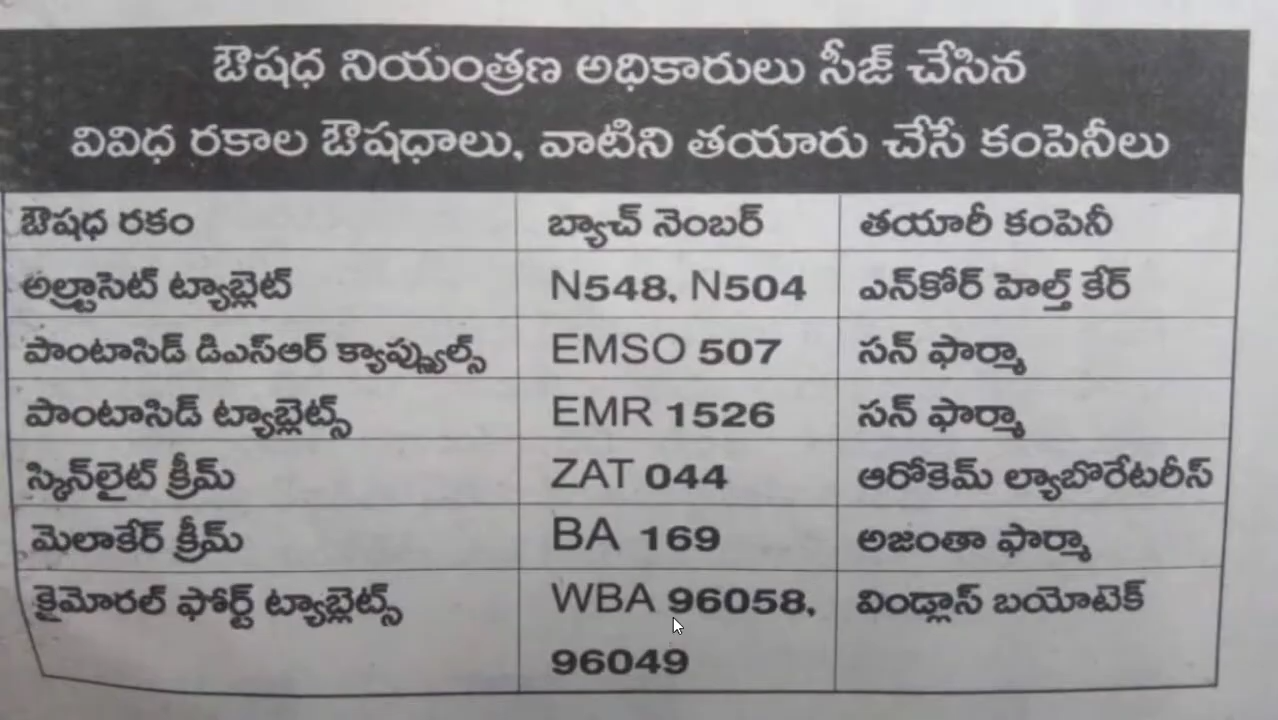 ఔషధ నియంత్రణ అధికారులు సీజ్ చేసిన
వివిధ రకాల ఔషధాలు, వాటిని తయారు చేసే కంపెనీలు
ఔషధ రకం బ్యాచ్ నెంబర్ తయారీ కంపెనీ
అల్ట్రాసెట్ ట్యాబ్లెట్ N548, N504 ఎన్‌కోర్ హెల్త్ కేర్
పాంటాసిడ్ డిఎస్ఆర్ క్యాప్స్యుల్స్ EMSO 507 సన్ ఫార్మా
పాంటాసిడ్ ట్యాబ్లెట్స్ EMR 1526 సన్ ఫార్మా
స్కిన్‌లైట్ క్రీమ్ ZAT 044 ఆరోకెమ్ ల్యాబొరేటరీస్
మెలాకేర్ క్రీమ్ BA 169 అజంతా ఫార్మా
కైమోరల్ ఫోర్ట్ ట్యాబ్లెట్స్ WBA 96058, విండ్లాస్ బయోటెక్
96049